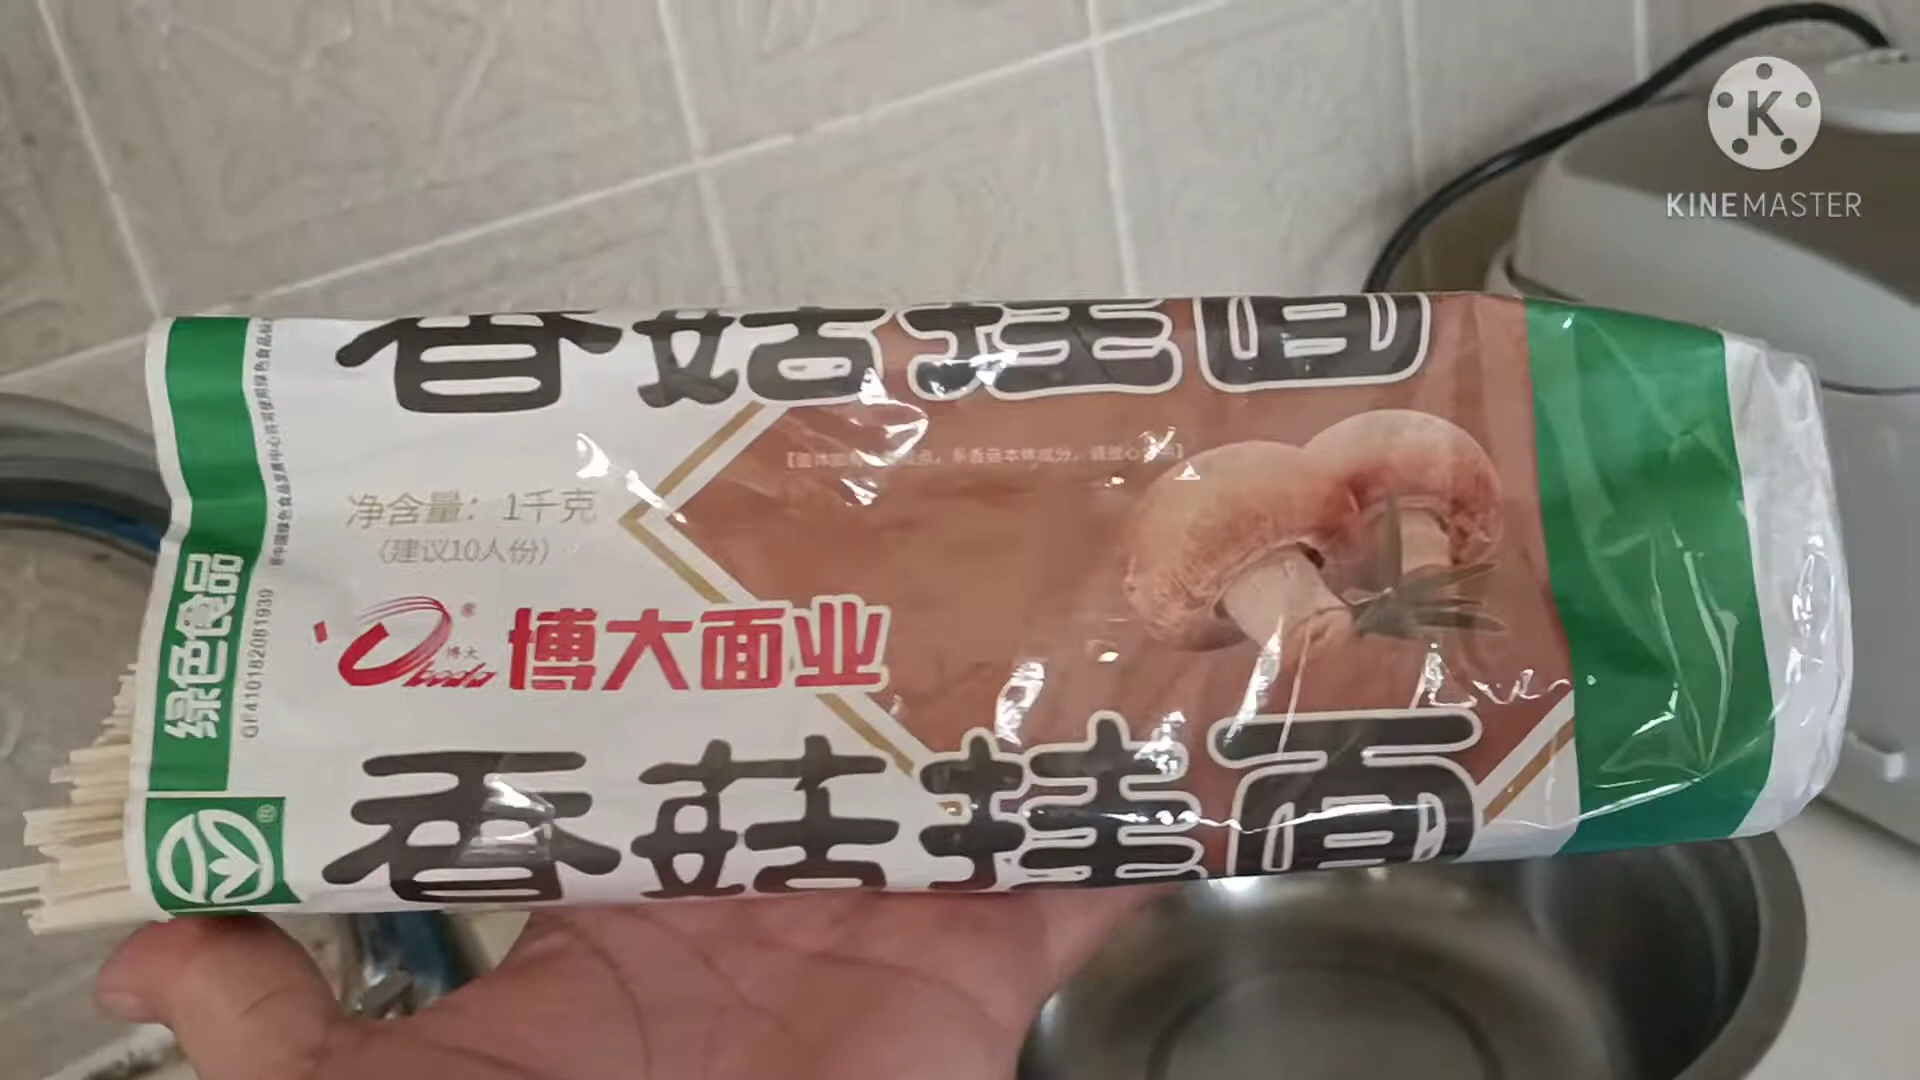 KINEMASTER
香菇挂面
净含量：1千克
（建议10人份）
boda
博大
博大面业
香菇挂面
绿色食品